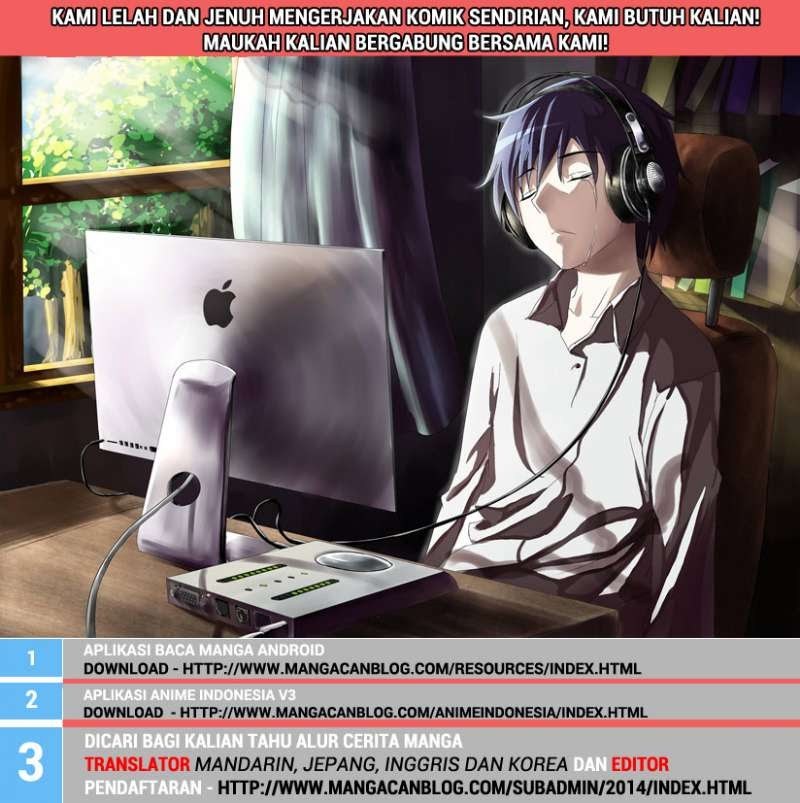 KAMI LELAH DAN JENUH MENGERJAKAN KOMIK SENDIRIAN, KAMI BUTUH KALIAN!
MAUKAH KALIAN BERGABUNG BERSAMA KAMI!
1
APLIKASI BACA MANGA ANDROID
DOWNLOAD - HTTP://WWW.MANGACANBLOG.COM/RESOURCES/INDEX.HTML
2
APLIKASI ANIME INDONESIA V3
DOWNLOAD - HTTP://WWW.MANGACANBLOG.COM/ANIMEINDONESIA/INDEX.HTML
3
DICARI BAGI KALIAN TAHU ALUR CERITA MANGA
TRANSLATOR MANDARIN, JEPANG, INGGRIS DAN KOREA DAN EDITOR
PENDAFTARAN - HTTP://WWW.MANGACANBLOG.COM/SUBADMIN/2014/INDEX.HTML